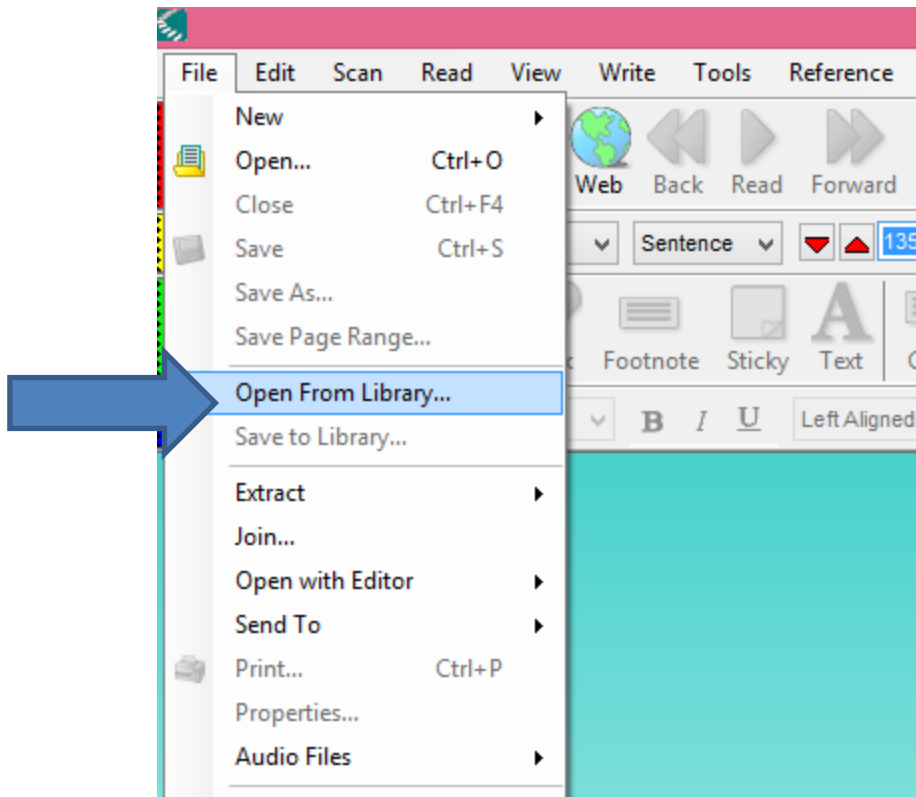 File Edit Scan Read View Write Tools Reference
New
Open... Ctrl+O
Close Ctrl+F4
Save Ctrl+S
Save As...
Save Page Range...
Open From Library...
Save to Library...
Extract
Join...
Open with Editor
Send To
Print... Ctrl+P
Properties...
Audio Files
Web Back Read Forward
Sentence 135
Footnote Sticky A Text
B I U Left Aligned